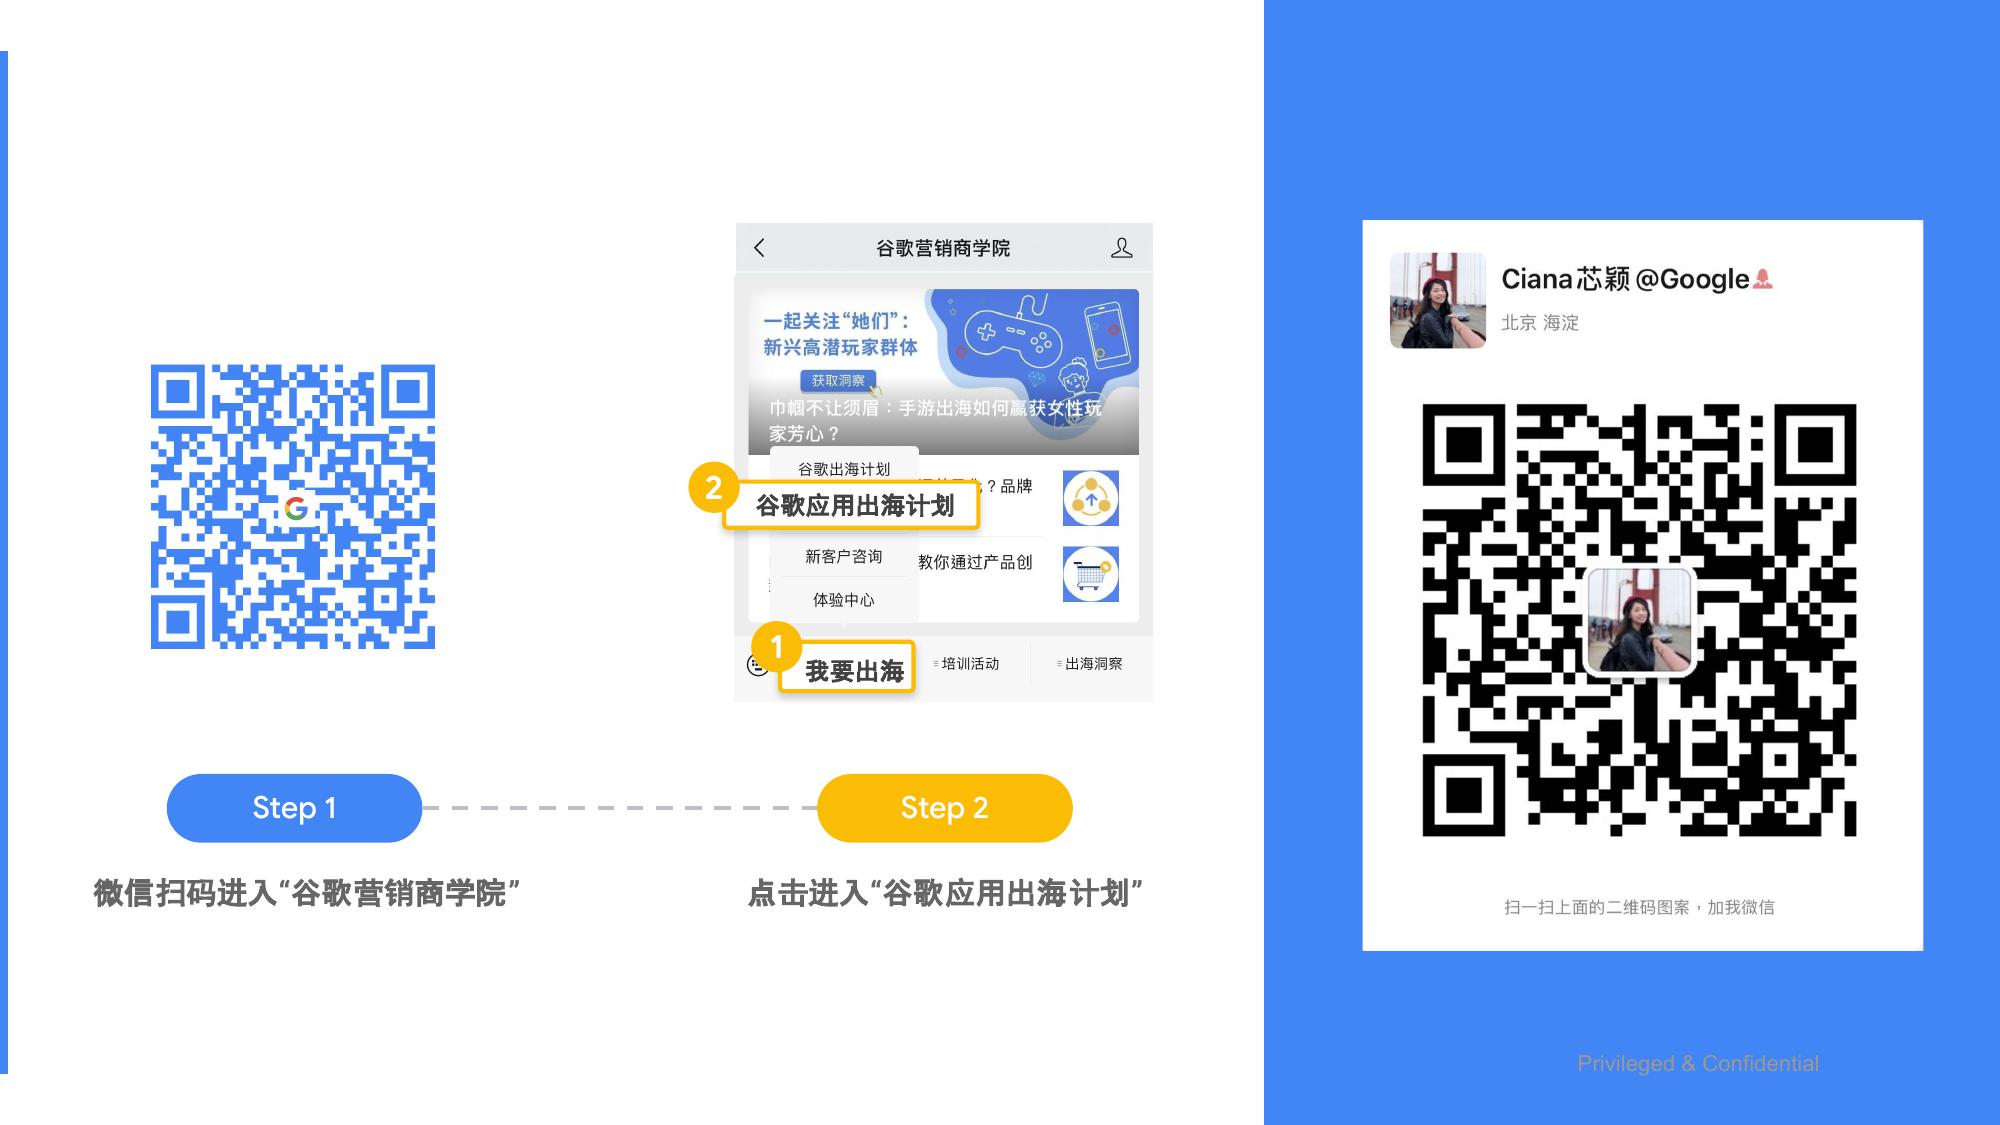 谷歌营销商学院
一起关注“她们”：
新兴高潜玩家群体
获取洞察
巾帼不让须眉：手游出海如何赢获女性玩
家芳心？
谷歌出海计划
？品牌
2
谷歌应用出海计划
新客户咨询
教你通过产品创
体验中心
1
我要出海
培训活动
出海洞察
Step 1
Step 2
微信扫码进入“谷歌营销商学院”
点击进入“谷歌应用出海计划”
Ciana芯颖@Google
北京 海淀
扫一扫上面的二维码图案，加我微信
Privileged & Confidential